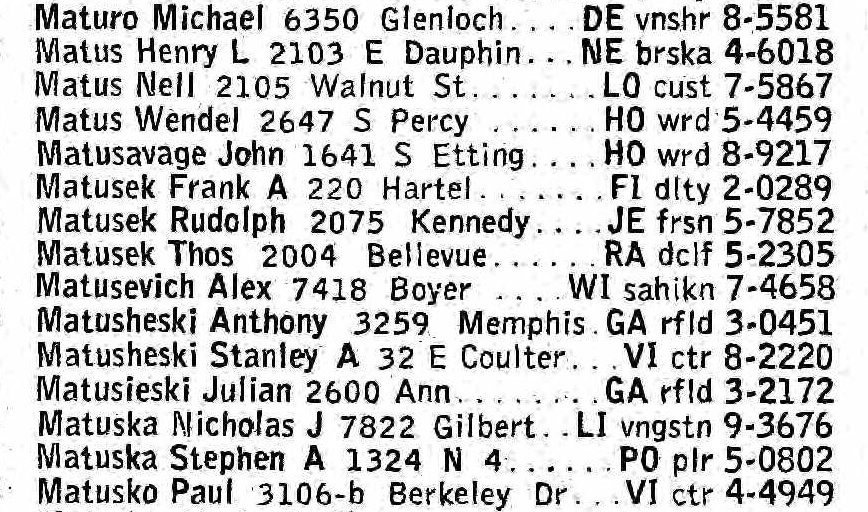 Maturo Michael 6350 Glenloch....DE vnshr 8-5581
Matus Henry L 2103 E Dauphin...NE brska 4-6018
Matus Nell 2105 Walnut St.......LO cust 7-5867
Matus Wendel 2647 S Percy ......HO wrd 5-4459
Matusavage John 1641 S Etting....HO wrd 8-9217
Matusek Frank A 220 Hartel.......FI dlty 2-0289
Matusek Rudolph 2075 Kennedy....JE frsn 5-7852
Matusek Thos 2004 Bellevue......RA dclf 5-2305
Matusevich Alex 7418 Boyer ....WI sahikn 7-4658
Matusheski Anthony 3259 Memphis.GA rfld 3-0451
Matusheski Stanley A 32 E Coulter...VI ctr 8-2220
Matusieski Julian 2600 Ann........GA rfld 3-2172
Matuska Nicholas J 7822 Gilbert..LI vngstn 9-3676
Matuska Stephen A 1324 N 4......PO plr 5-0802
Matusko Paul 3106-b Berkeley Dr...VI ctr 4-4949